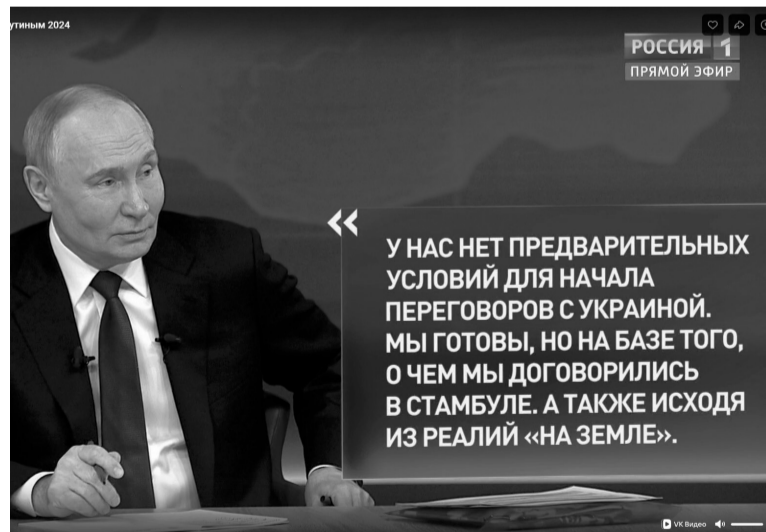 утиным 2024
РОССИЯ 1
ПРЯМОЙ ЭФИР
«
У НАС НЕТ ПРЕДВАРИТЕЛЬНЫХ
УСЛОВИЙ ДЛЯ НАЧАЛА
ПЕРЕГОВОРОВ С УКРАИНОЙ.
МЫ ГОТОВЫ, НО НА БАЗЕ ТОГО,
О ЧЕМ МЫ ДОГОВОРИЛИСЬ
В СТАМБУЛЕ. А ТАКЖЕ ИСХОДЯ
ИЗ РЕАЛИЙ «НА ЗЕМЛЕ».
VK Видео